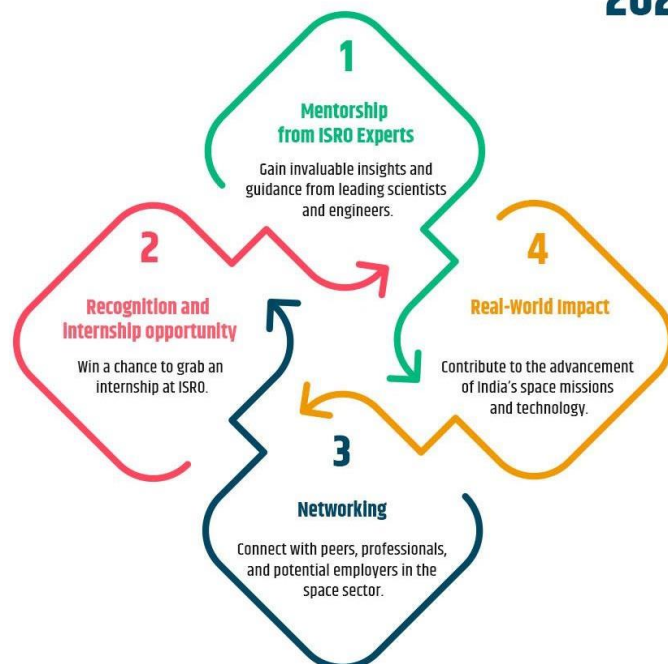 1
Mentorship
from ISRO Experts
Gain invaluable insights and
guidance from leading scientists
and engineers.
2
Recognition and
internship opportunity
Win a chance to grab an
internship at ISRO.
3
Networking
Connect with peers, professionals,
and potential employers in the
space sector.
4
Real-World Impact
Contribute to the advancement
of India's space missions
and technology.